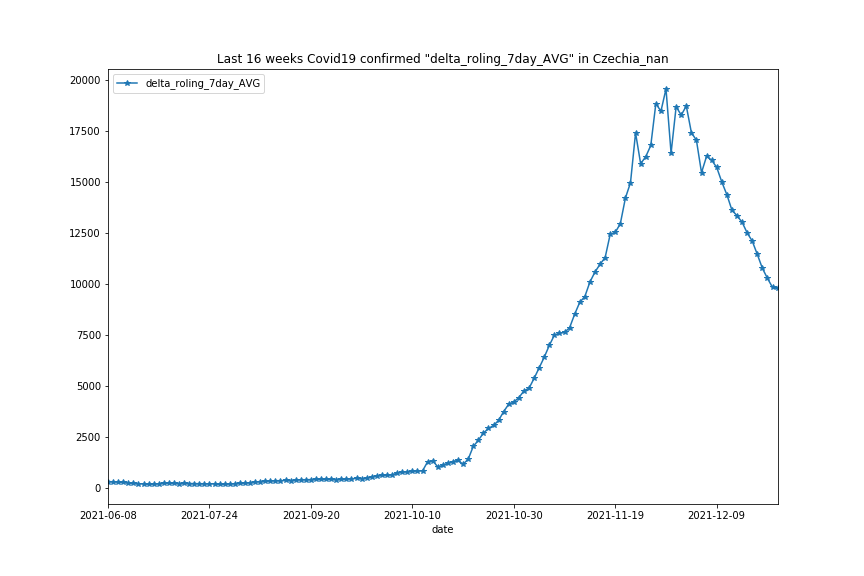 Last 16 weeks Covid19 confirmed "delta_roling_7day_AVG" in Czechia_nan
delta_roling_7day_AVG
20000
17500
15000
12500
10000
7500
5000
2500
0
2021-06-08 2021-07-24 2021-09-20 2021-10-10 2021-10-30 2021-11-19 2021-12-09
date